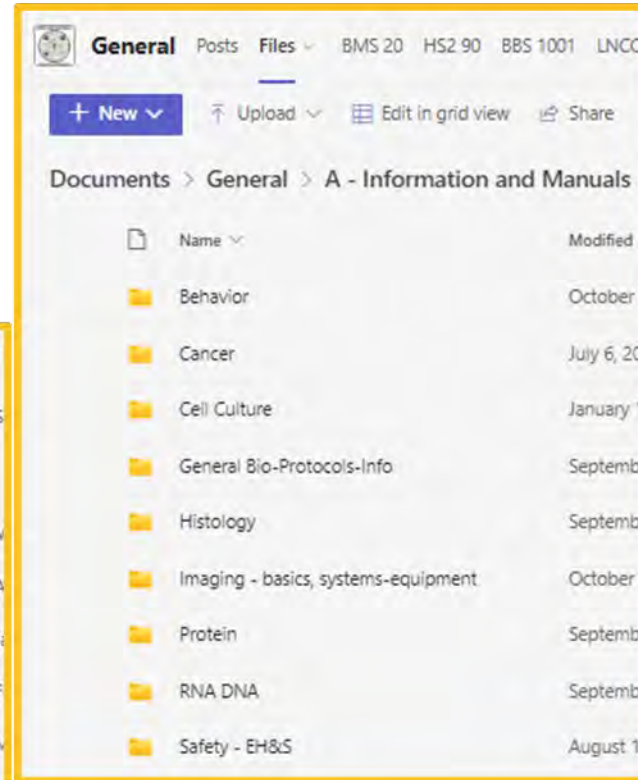 General Posts Files BMS 20 HS2 90 BBS 1001
+ New Upload Edit in grid view Share
Documents > General > A - Information and Manuals
Name Modified
Behavior October
Cancer July 6,
Cell Culture January
General Bio-Protocols-Info
Histology
Imaging - basics, systems-equipment October
Protein
RNA DNA
Safety - EH&S August